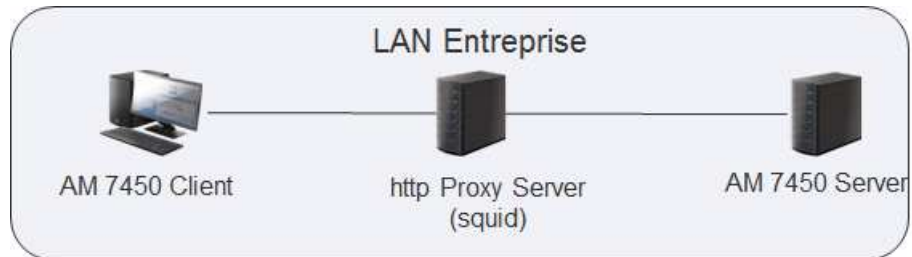 LAN Entreprise
AM 7450 Client
http Proxy Server
(squid)
AM 7450 Server